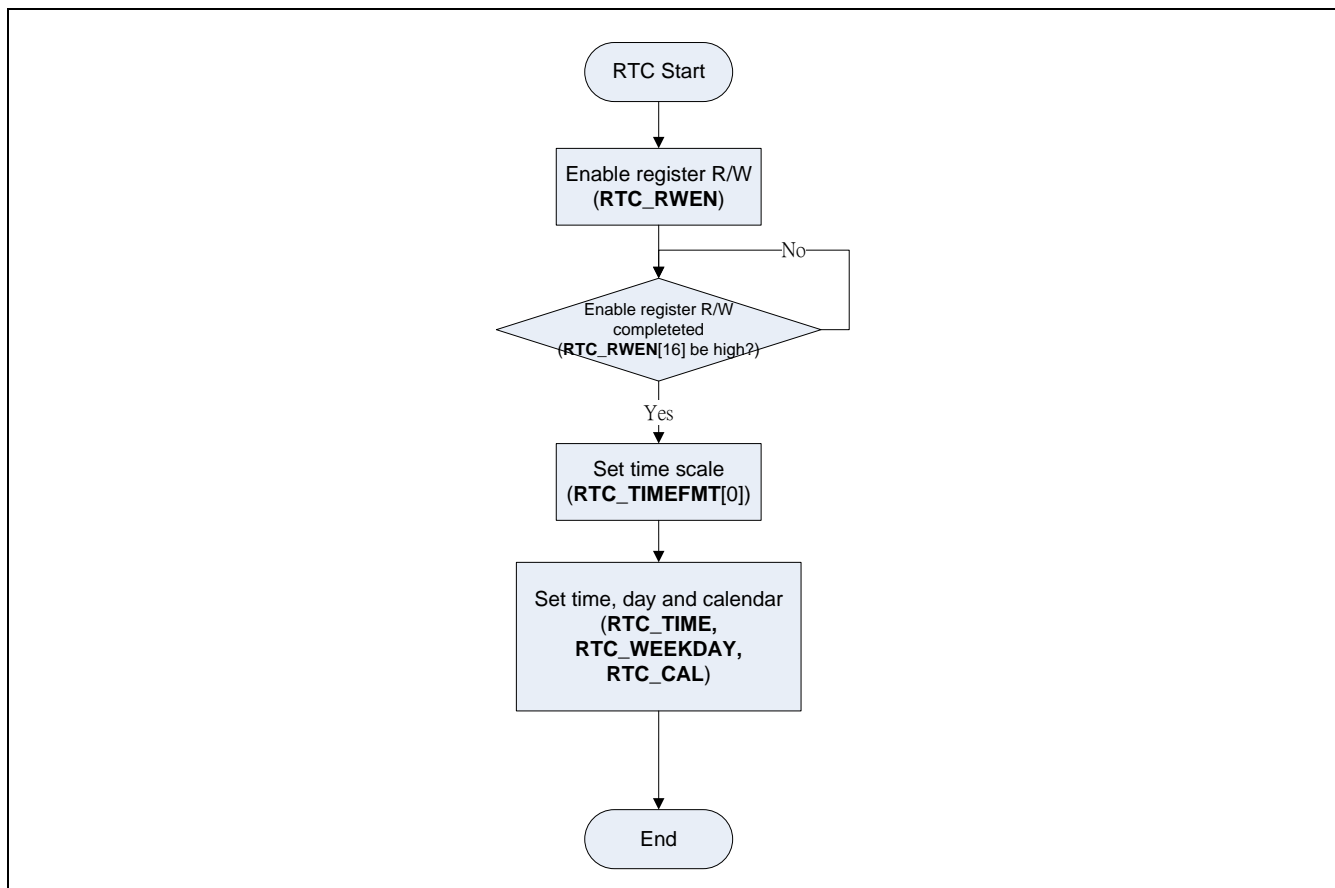 RTC Start
Enable register R/W
(RTC_RWEN)
No
Enable register R/W
completeted
(RTC_RWEN[16] be high?)
Yes
Set time scale
(RTC_TIMEFMT[0])
Set time, day and calendar
(RTC_TIME,
RTC_WEEKDAY,
RTC_CAL)
End